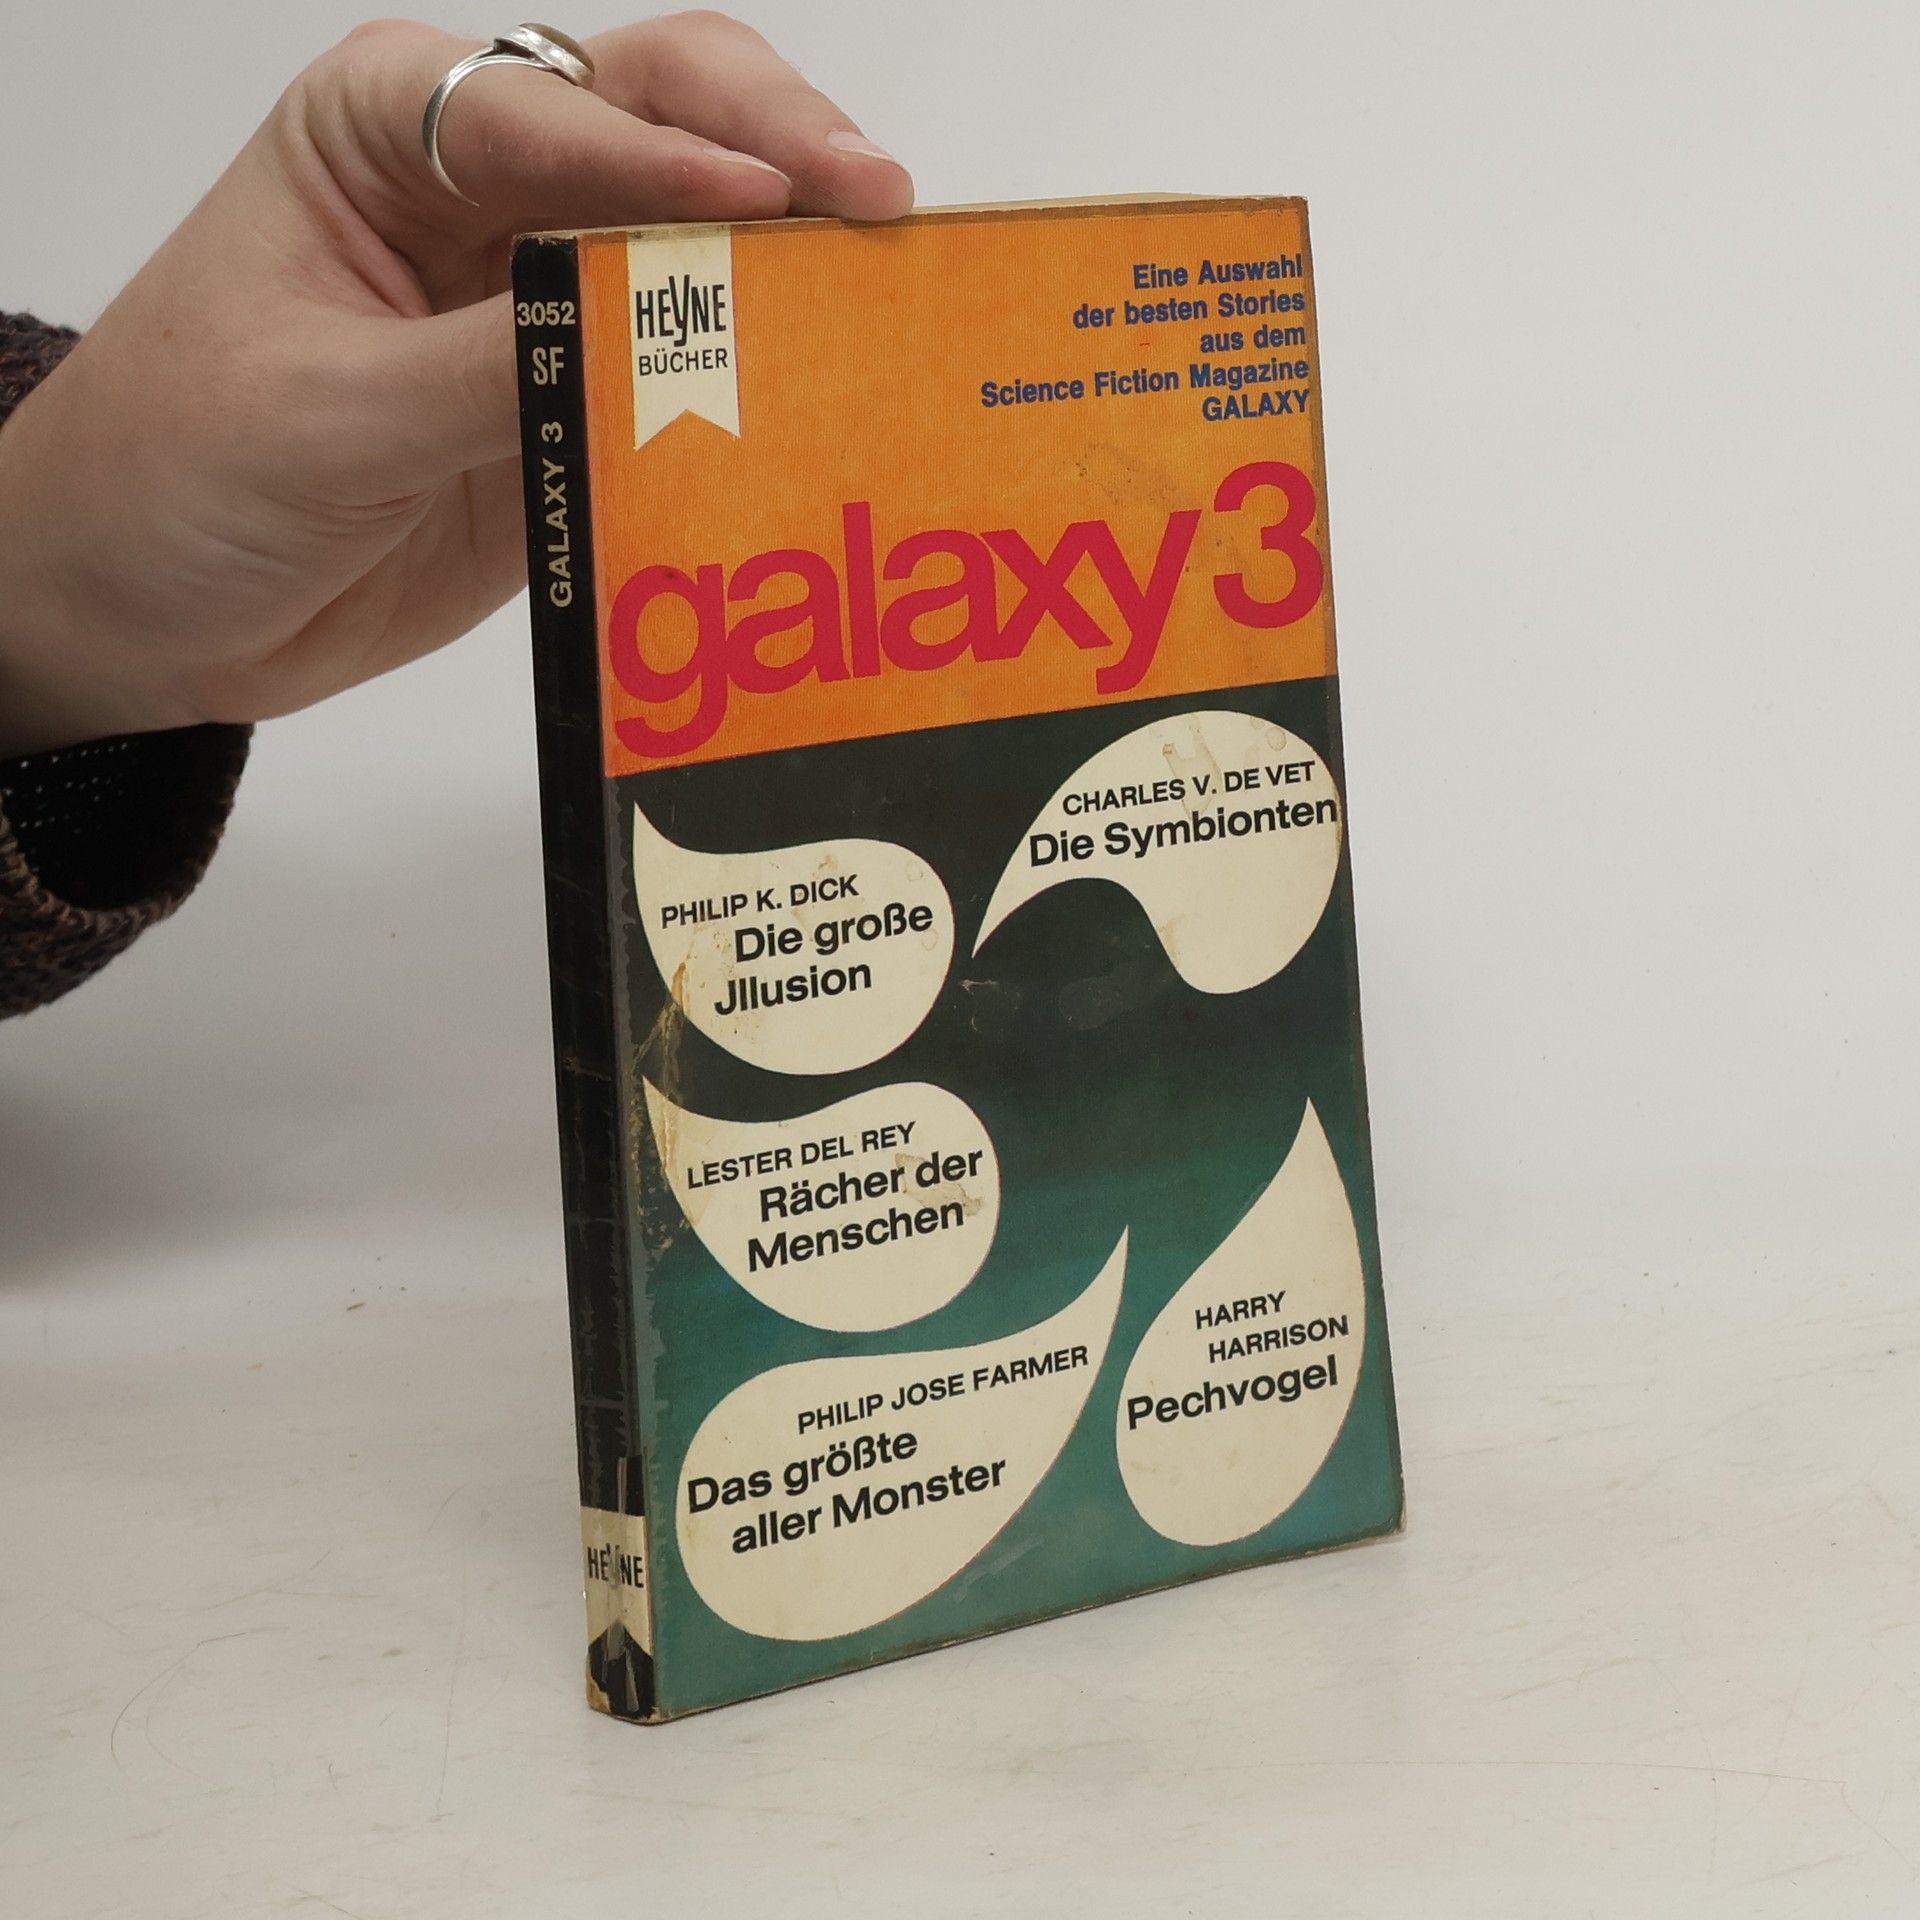 3052
SF
GALAXY 3
HEYNE
HEYNE
BÜCHER
Eine Auswahl
der besten Stories
aus dem
Science Fiction Magazine
GALAXY
galaxy 3
CHARLES V. DE VET
Die Symbionten
PHILIP K. DICK
Die große
Jllusion
LESTER DEL REY
Rächer der
Menschen
HARRY
HARRISON
Pechvogel
PHILIP JOSE FARMER
Das größte
aller Monster